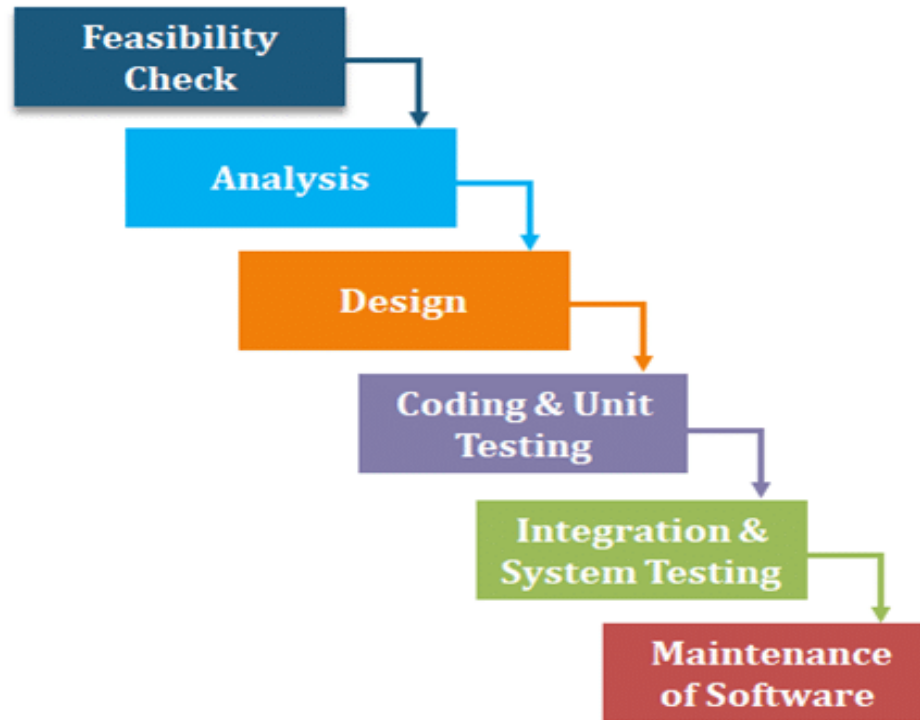 Feasibility
Check
Analysis
Design
Coding & Unit
Testing
Integration &
System Testing
Maintenance
of Software